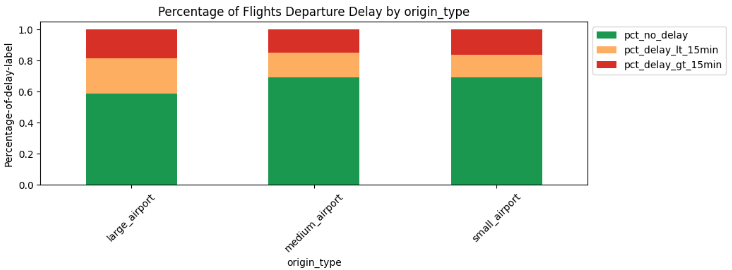 Percentage of Flights Departure Delay by origin_type
1.0
0.8
0.6
0.4
0.2
0.0
Percentage-of-delay-label
large_airport
medium_airport
small_airport
origin_type
pct_no_delay
pct_delay_lt_15min
pct_delay_gt_15min